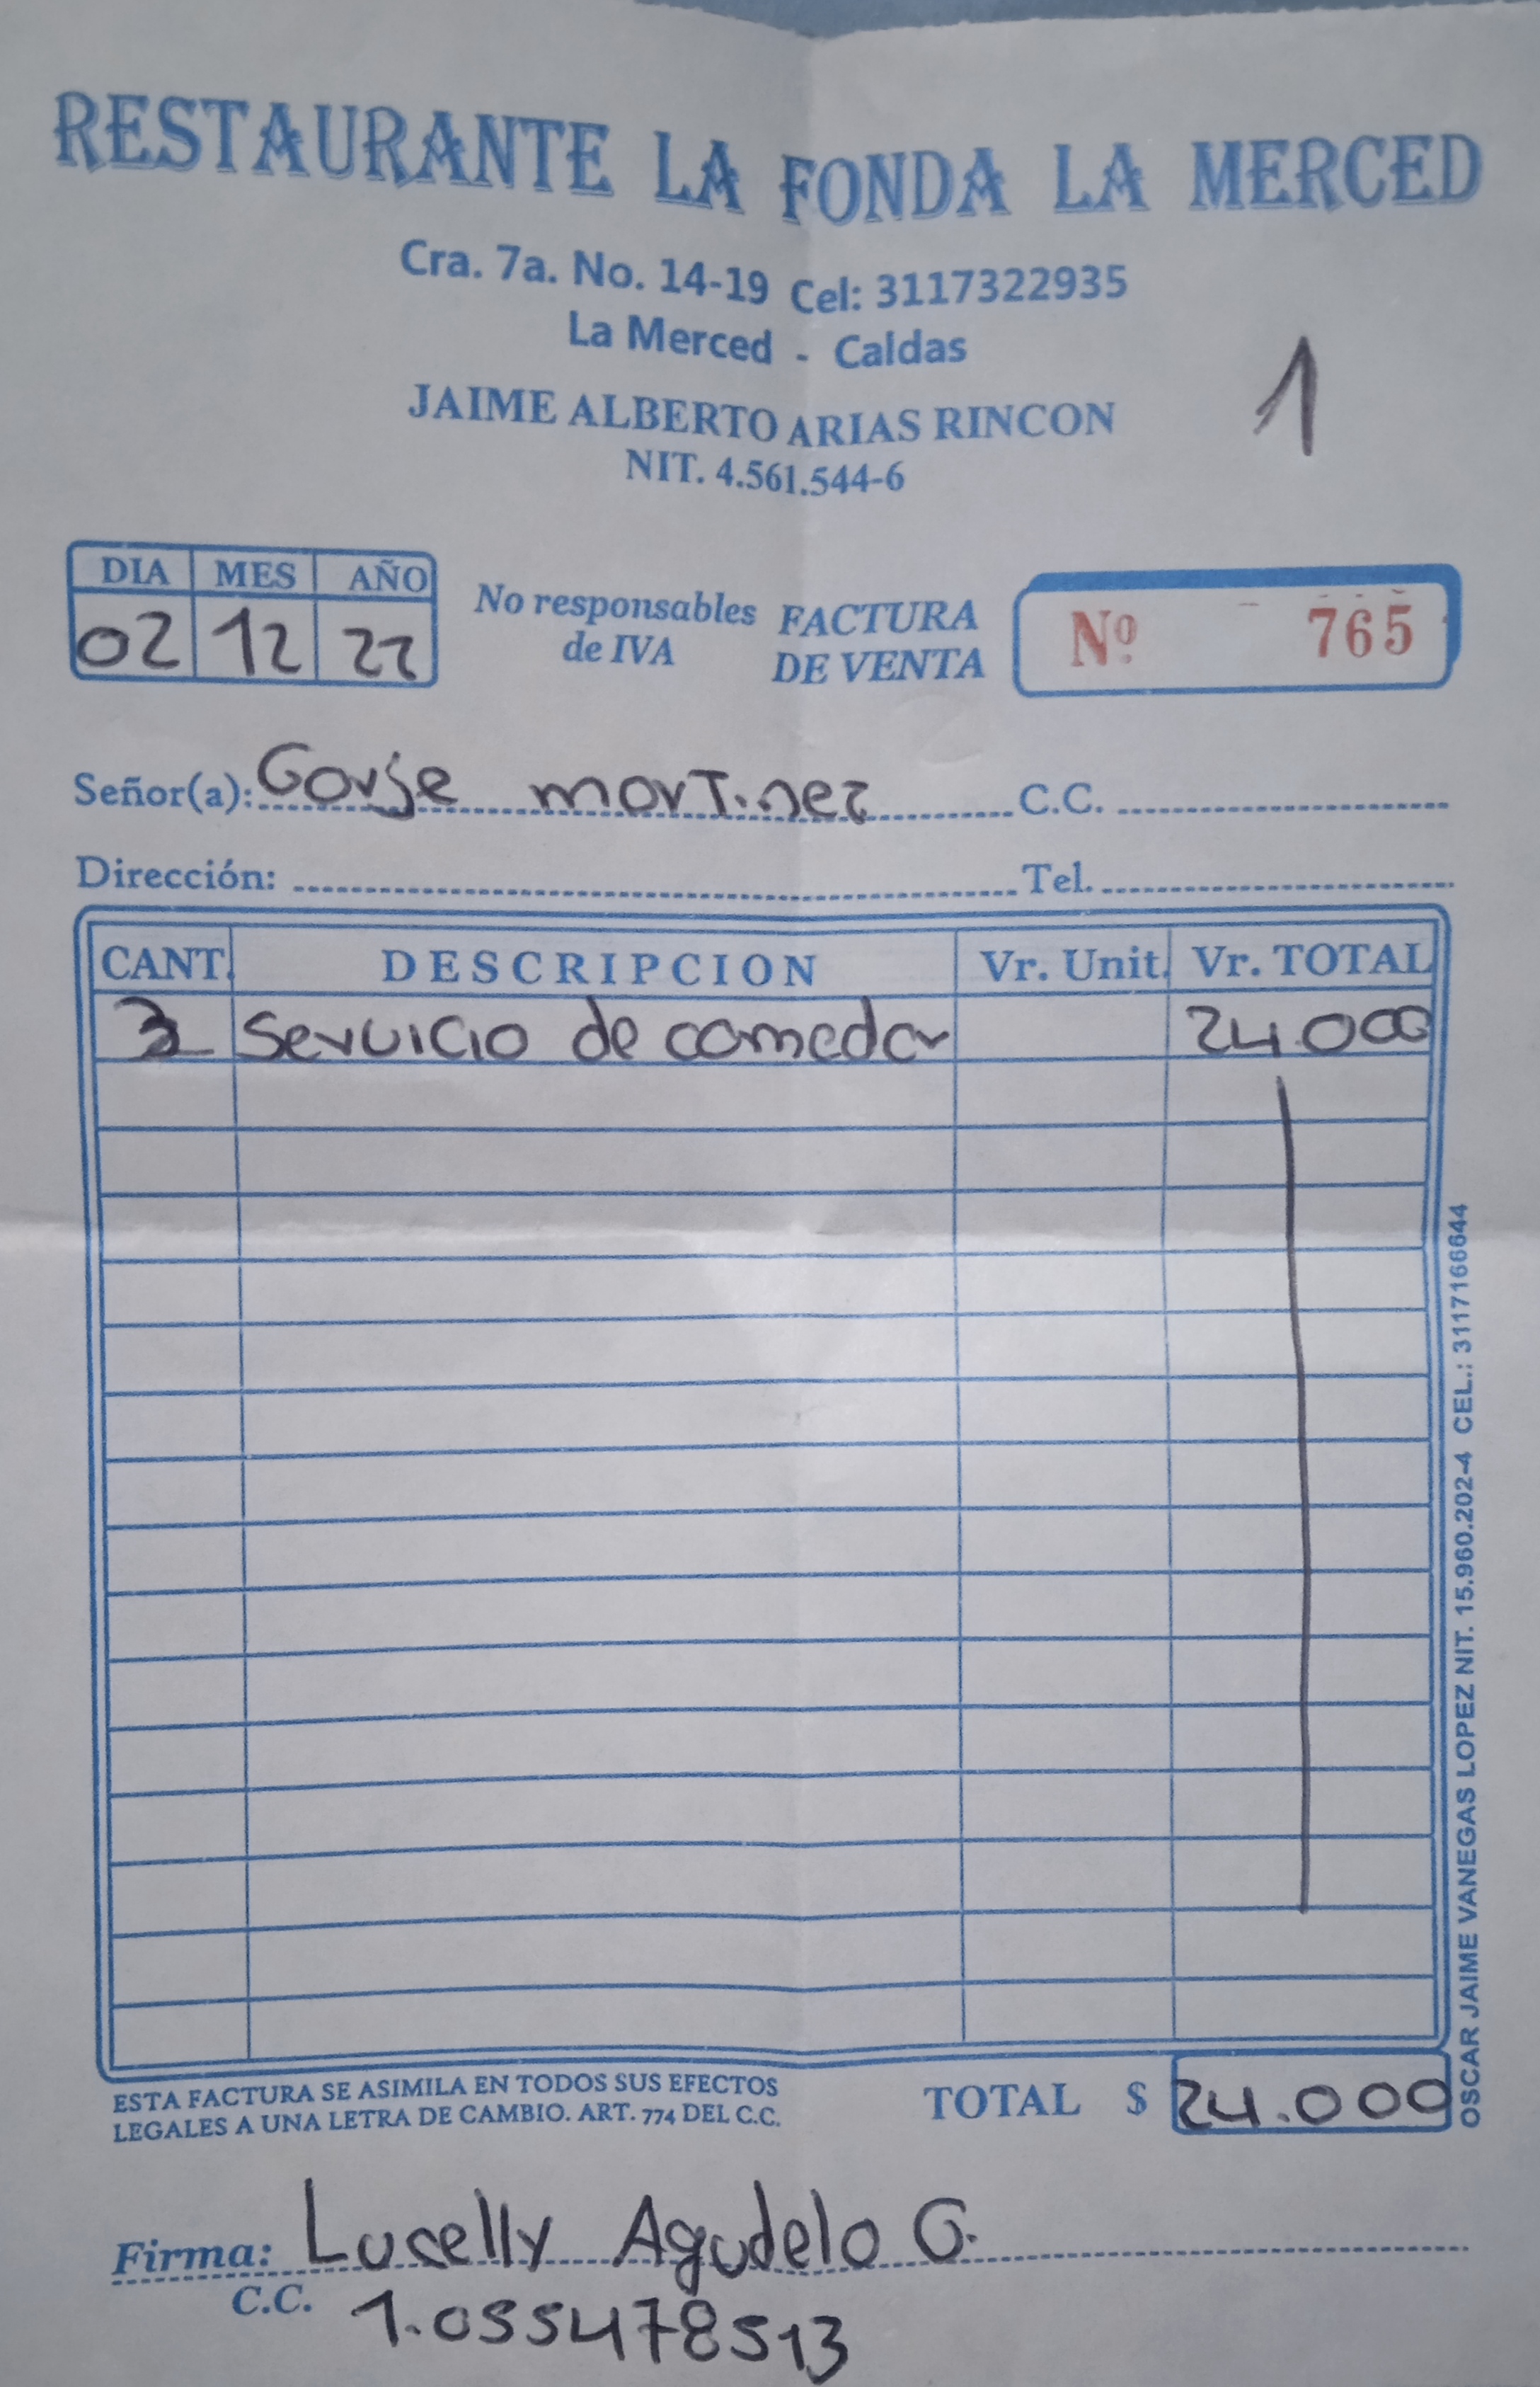 RESTAURANTE LA FONDA LA MERCED
Cra. 7a. No. 14-19 Cel: 3117322935
La Merced - Caldas
1
JAIME ALBERTO ARIAS RINCON
NIT. 4.561.544-6
DIA MES AÑO
02 12 22
No responsables de IVA
FACTURA DE VENTA
Nº 765
Señor(a): Gorje martinez C.C.
Dirección: Tel.
CANT. DESCRIPCION Vr. Unit. Vr. TOTAL
Servicio de comedor 24.000
ESTA FACTURA SE ASIMILA EN TODOS SUS EFECTOS
LEGALES A UNA LETRA DE CAMBIO. ART. 774 DEL C.C.
TOTAL $ 24.000
Firma: Lucelly Agudelo G.
C.C. 1.055478513
OSCAR JAIME VANEGAS LOPEZ NIT. 15.960.202-4 CEL.: 3117166644